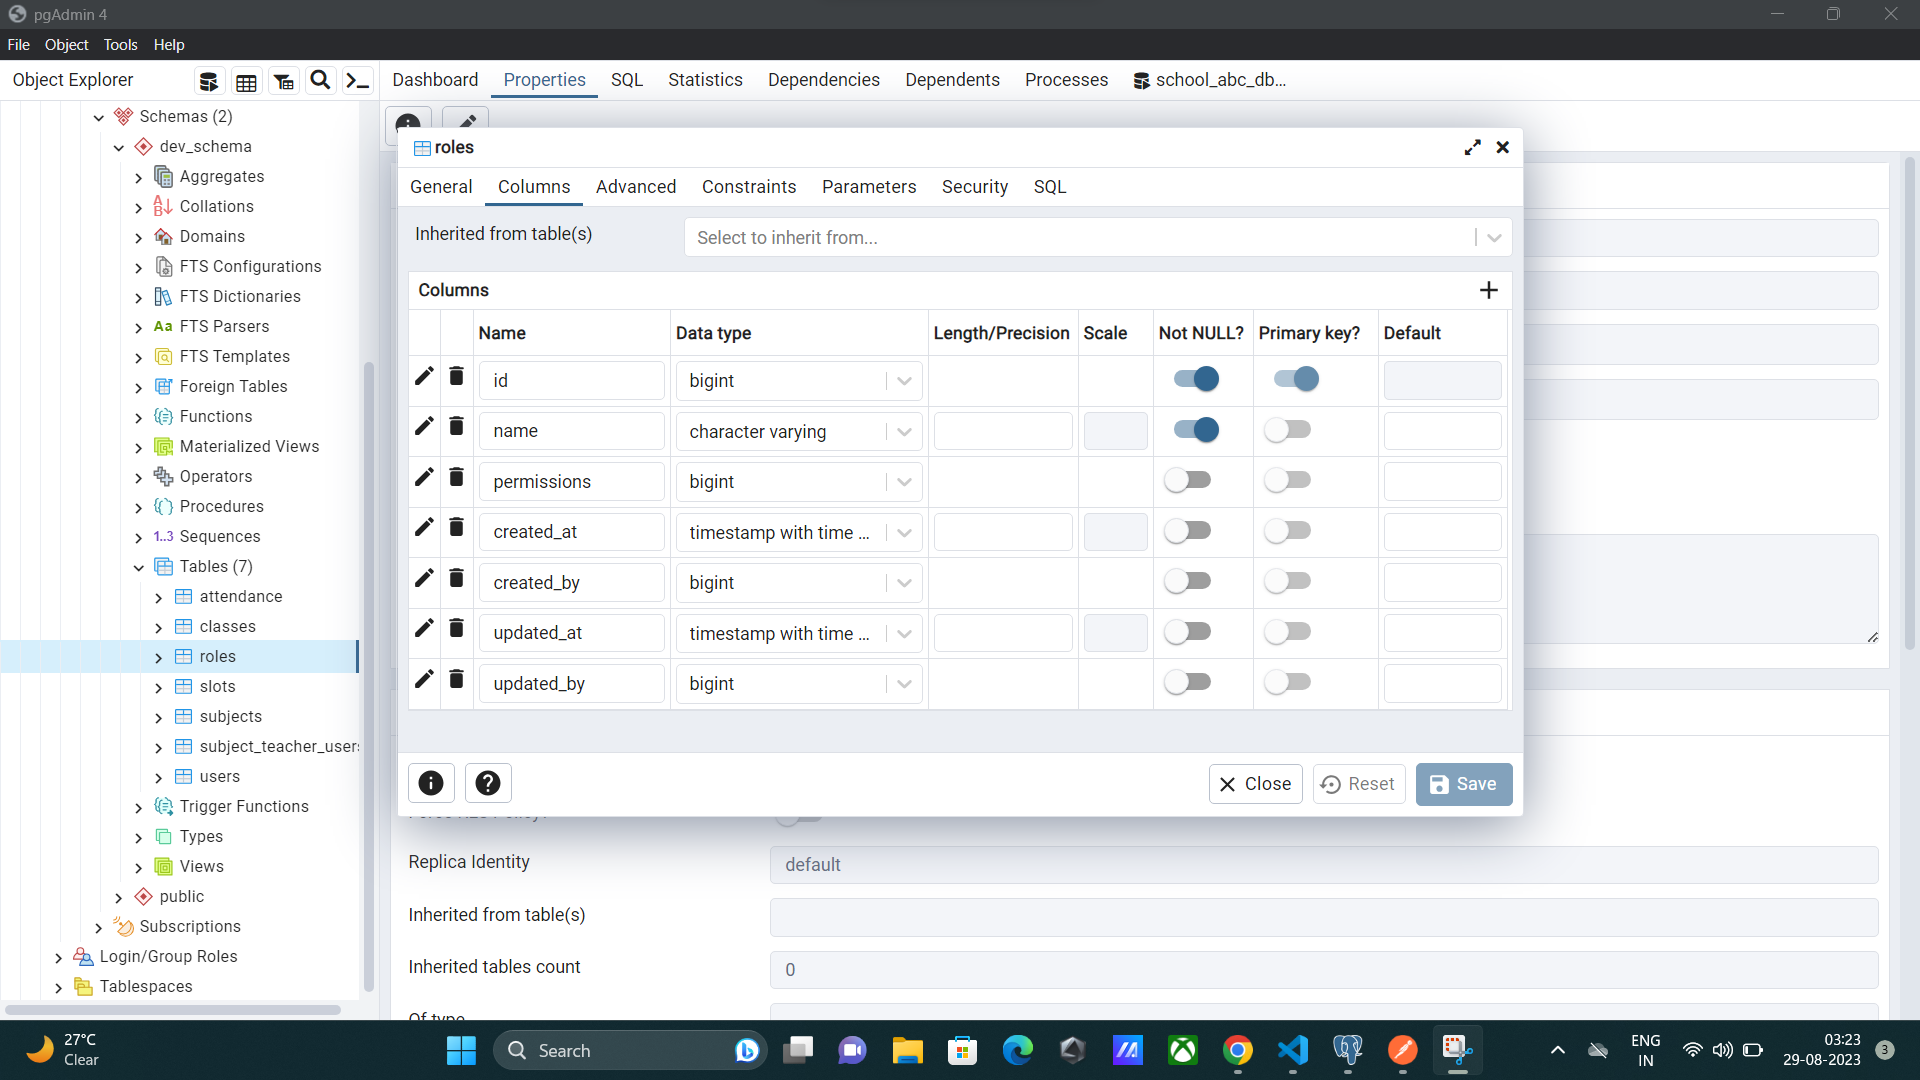 pgAdmin 4
File Object Tools Help
Object Explorer
Dashboard Properties SQL Statistics Dependencies Dependents Processes school_abc_db...
Schemas (2)
dev_schema
Aggregates
Collations
Domains
FTS Configurations
FTS Dictionaries
Aa FTS Parsers
FTS Templates
Foreign Tables
Functions
Materialized Views
Operators
Procedures
1..3 Sequences
Tables (7)
attendance
classes
roles
slots
subjects
subject_teacher_users
users
Trigger Functions
Types
Views
public
Subscriptions
Login/Group Roles
Tablespaces
roles
General Columns Advanced Constraints Parameters Security SQL
Inherited from table(s) Select to inherit from...
Columns
Name Data type Length/Precision Scale Not NULL? Primary key? Default
id bigint
name character varying
permissions bigint
created_at timestamp with time ...
created_by bigint
updated_at timestamp with time ...
updated_by bigint
Close Reset Save
Replica Identity default
Inherited from table(s)
Inherited tables count 0
Of type
27°C
Clear
Search
ENG
IN
03:23
29-08-2023
3